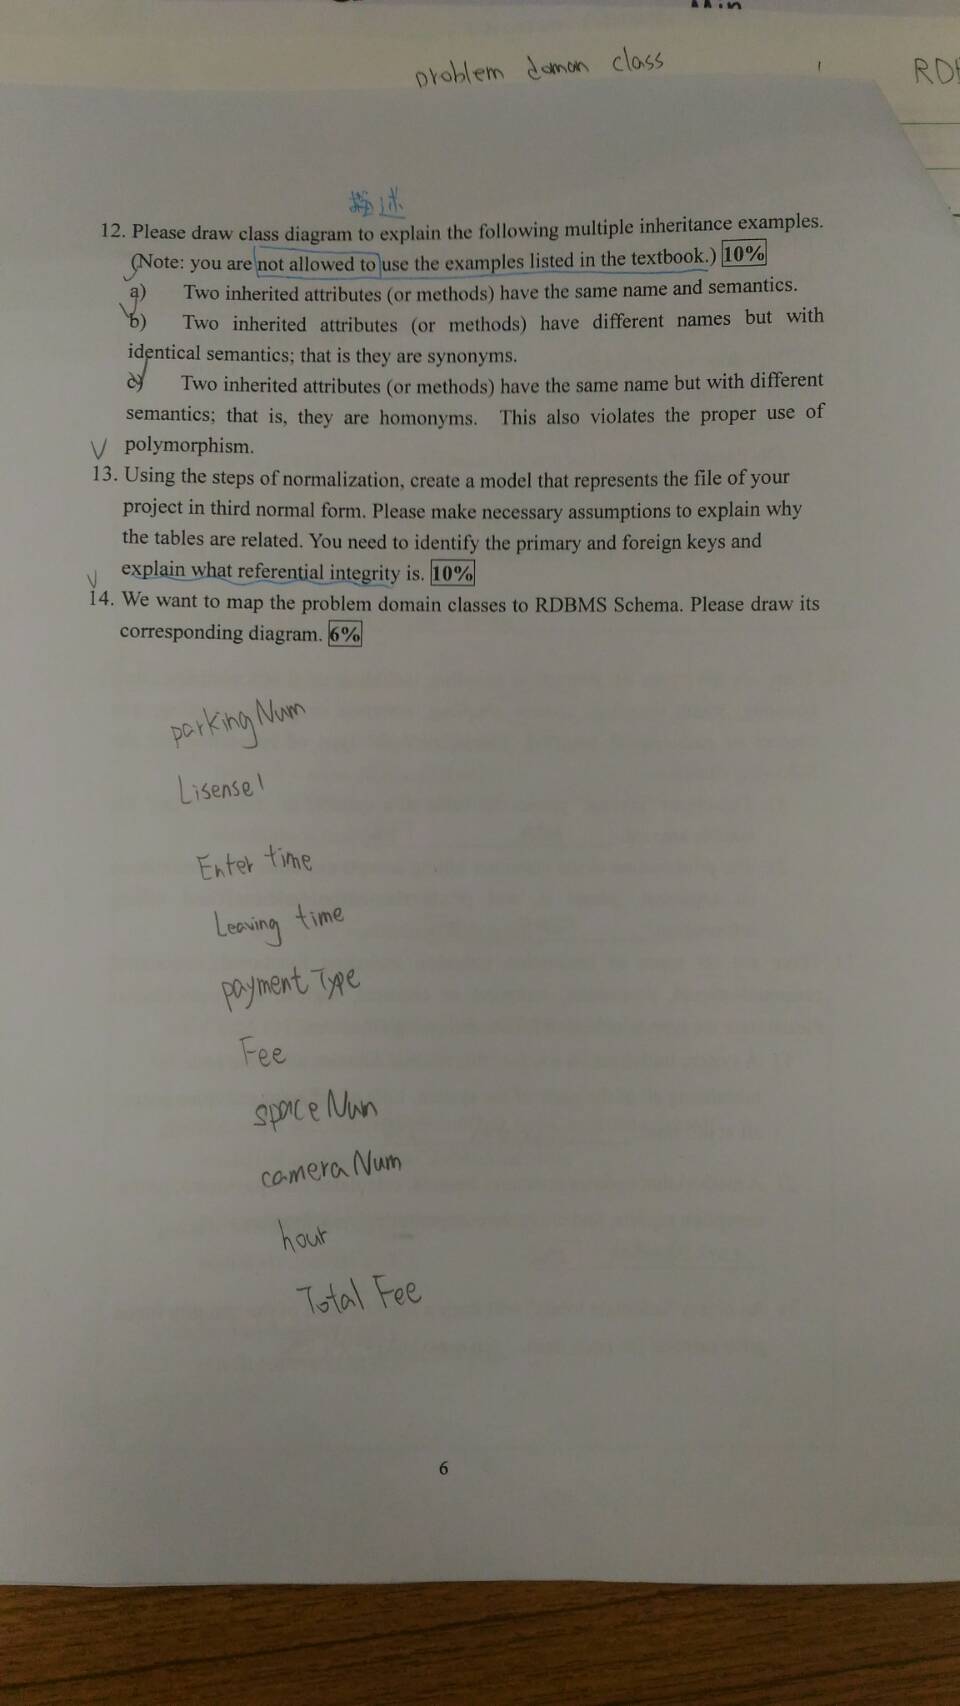 problem doman class
描述
12. Please draw class diagram to explain the following multiple inheritance examples.
(Note: you are not allowed to use the examples listed in the textbook.) 10%
a) Two inherited attributes (or methods) have the same name and semantics.
b) Two inherited attributes (or methods) have different names but with
identical semantics; that is they are synonyms.
c) Two inherited attributes (or methods) have the same name but with different
semantics; that is, they are homonyms. This also violates the proper use of
polymorphism.
13. Using the steps of normalization, create a model that represents the file of your
project in third normal form. Please make necessary assumptions to explain why
the tables are related. You need to identify the primary and foreign keys and
explain what referential integrity is. 10%
14. We want to map the problem domain classes to RDBMS Schema. Please draw its
corresponding diagram. 6%
parkingNum
Lisense1
Enter time
Leaving time
payment Type
Fee
space Num
camera Num
hour
Total Fee
6